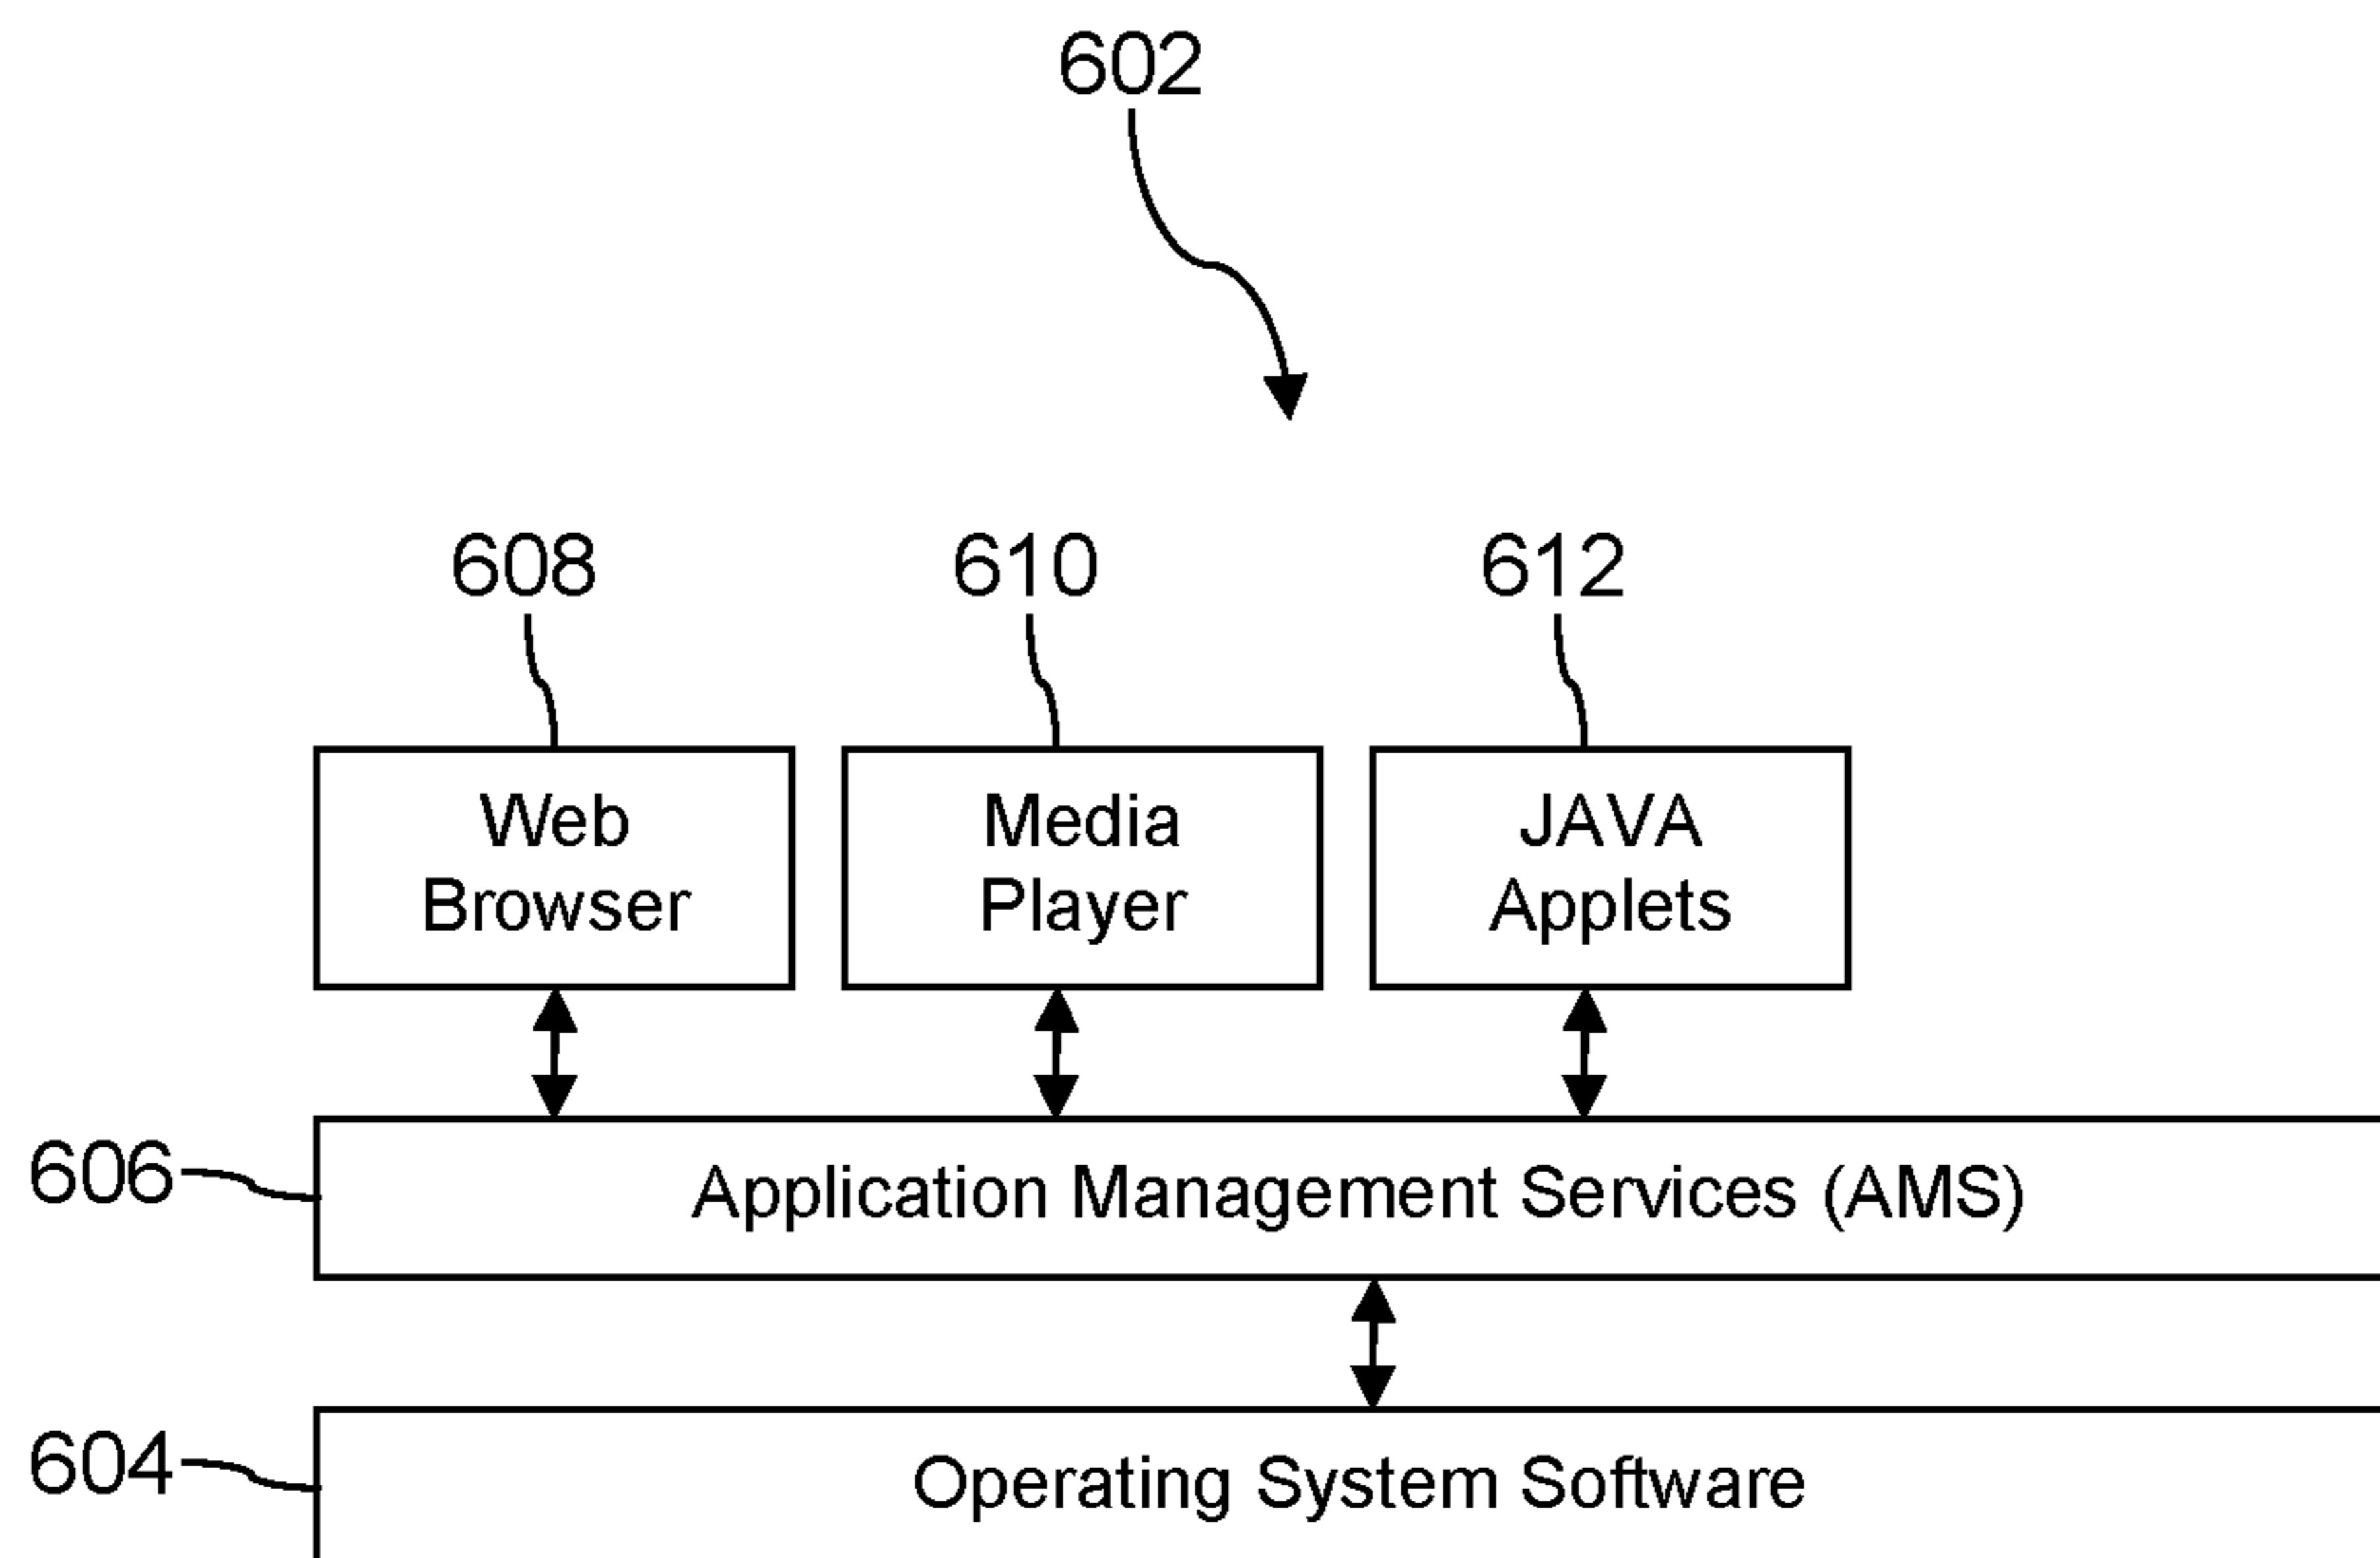 602
608
610
612
Web
Browser
Media
Player
JAVA
Applets
606
Application Management Services (AMS)
604
Operating System Software